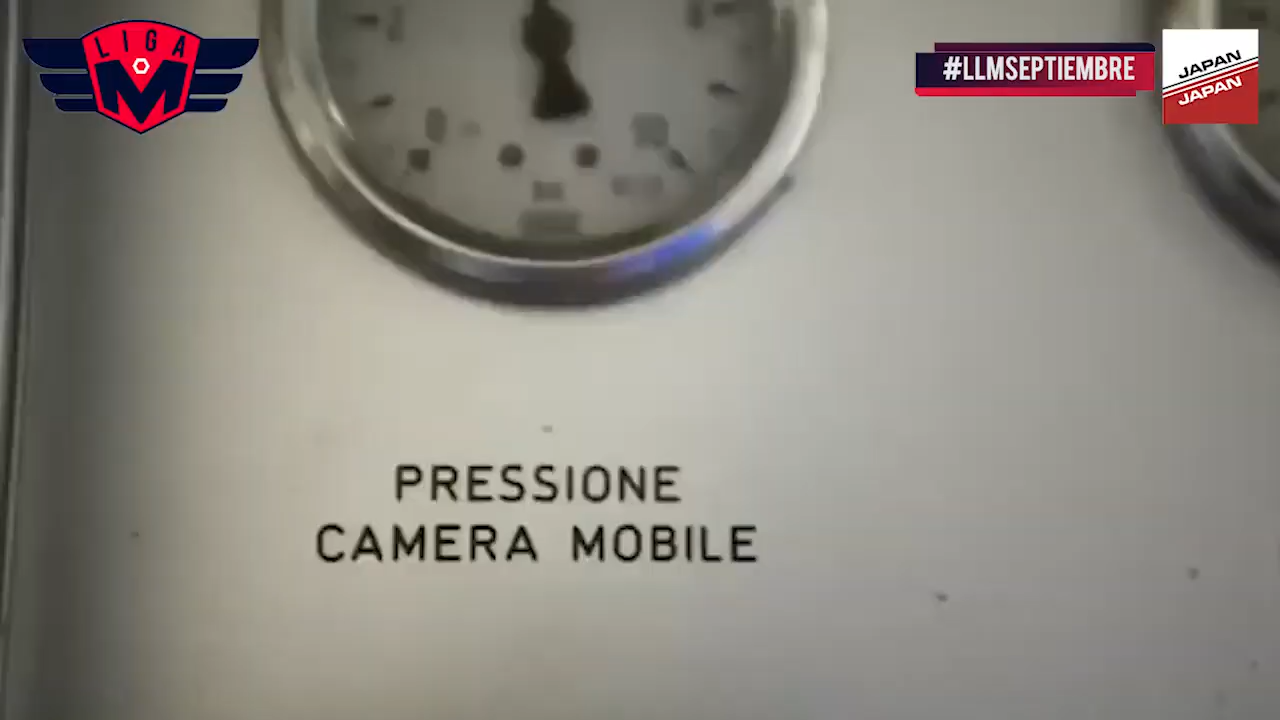 LIGA
M
#LLMSEPTIEMBRE
JAPAN
JAPAN
PRESSIONE
CAMERA MOBILE